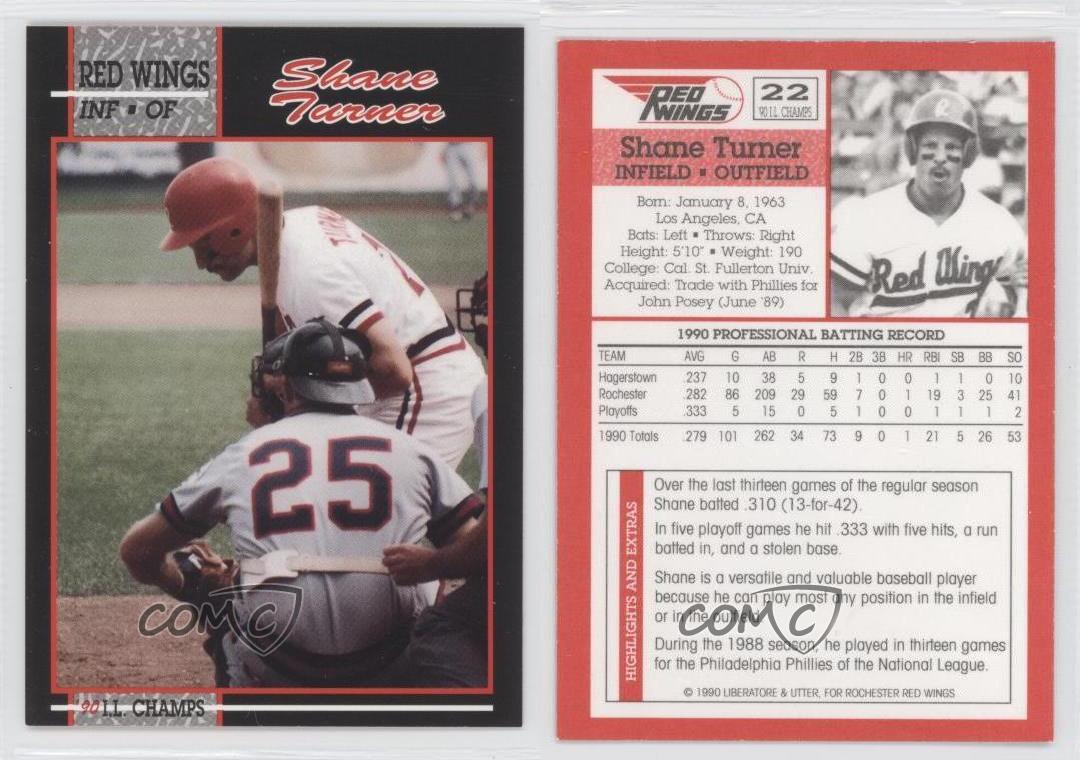 RED WINGS
INF ▪ OF
Shane
Turner
25
COMC
90 I.L. CHAMPS
RED
WINGS
22
'90 I.L. CHAMPS
Shane Turner
INFIELD ▪ OUTFIELD
Born: January 8, 1963
Los Angeles, CA
Bats: Left ▪ Throws: Right
Height: 5'10" ▪ Weight: 190
College: Cal. St. Fullerton Univ.
Acquired: Trade with Phillies for
John Posey (June '89)
Red Wings
1990 PROFESSIONAL BATTING RECORD
TEAM AVG G AB R H 2B 3B HR RBI SB BB SO
Hagerstown .237 10 38 5 9 1 0 0 1 1 0 10
Rochester .282 86 209 29 59 7 0 1 19 3 25 41
Playoffs .333 5 15 0 5 1 0 0 1 1 1 2
1990 Totals .279 101 262 34 73 9 0 1 21 5 26 53
HIGHLIGHTS AND EXTRAS
Over the last thirteen games of the regular season
Shane batted .310 (13-for-42).
In five playoff games he hit .333 with five hits, a run
batted in, and a stolen base.
Shane is a versatile and valuable baseball player
because he can play most any position in the infield
or in the outfield.
During the 1988 season, he played in thirteen games
for the Philadelphia Phillies of the National League.
COMC
© 1990 LIBERATORE & UTTER, FOR ROCHESTER RED WINGS